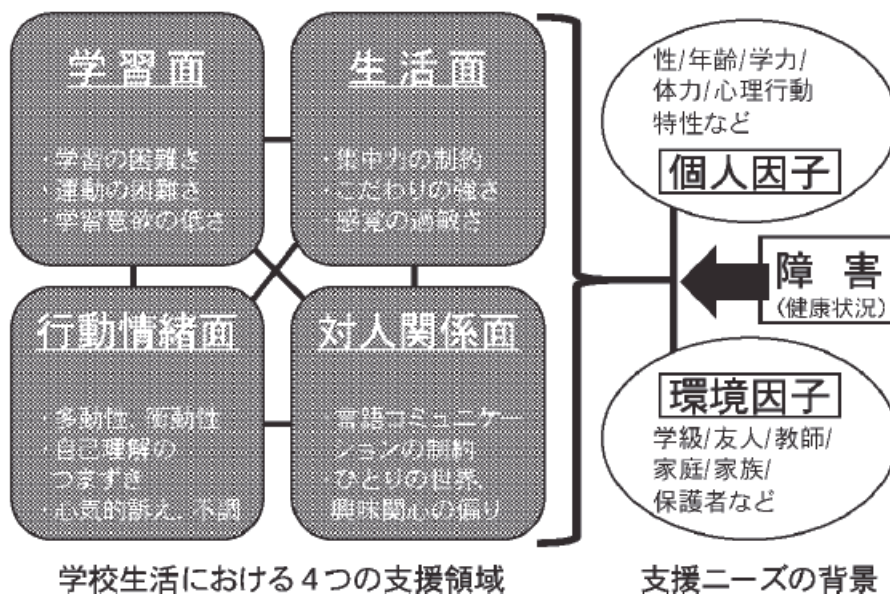 学習面
・学習の困難さ
・運動の困難さ
・学習意欲の低さ
生活面
・集中力の制約
・こだわりの強さ
・感覚の過敏さ
行動情緒面
・多動性、衝動性
・自己理解の
つまずき
・心気的訴え、不調
対人関係面
・言語コミュニケー
ションの制約
ひとりの世界、
興味関心の偏り
学校生活における4つの支援領域
性/年齢/学力/
体力/心理行動
特性など
個人因子
障害
(健康状況)
環境因子
学級/友人/教師/
家庭/家族/
保護者など
支援ニーズの背景